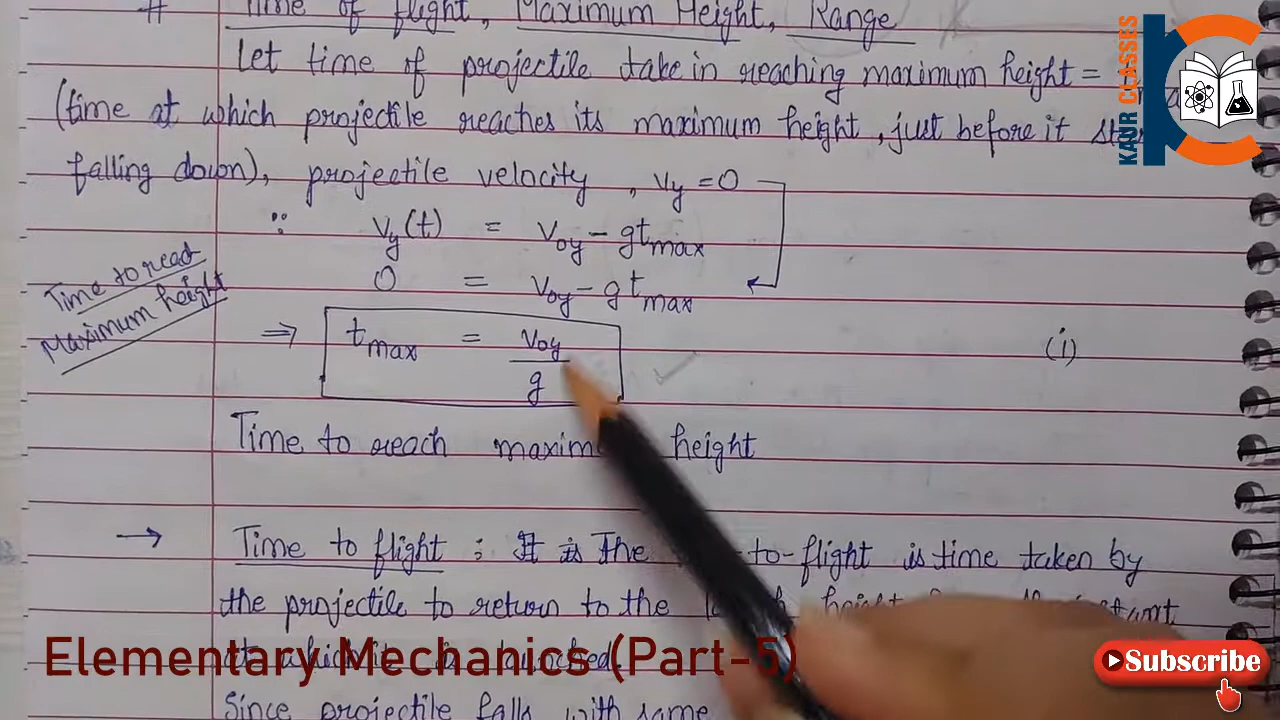 # Time of flight, Maximum Height, Range
Let time of projectile take in reaching maximum height =
(time at which projectile reaches its maximum height, just before it
falling down), projectile velocity, vy = 0
∵ vy(t) = voy - gtmax
0 = voy - gtmax
Time to reach
Maximum height
⇒ tmax = voy/g (i)
Time to reach height
→ Time to flight : The -to-flight is time taken by
the projectile to return to the
Since projectile falls with same
KAUR CLASSES
Elementary Mechanics (Part-5)
Subscribe